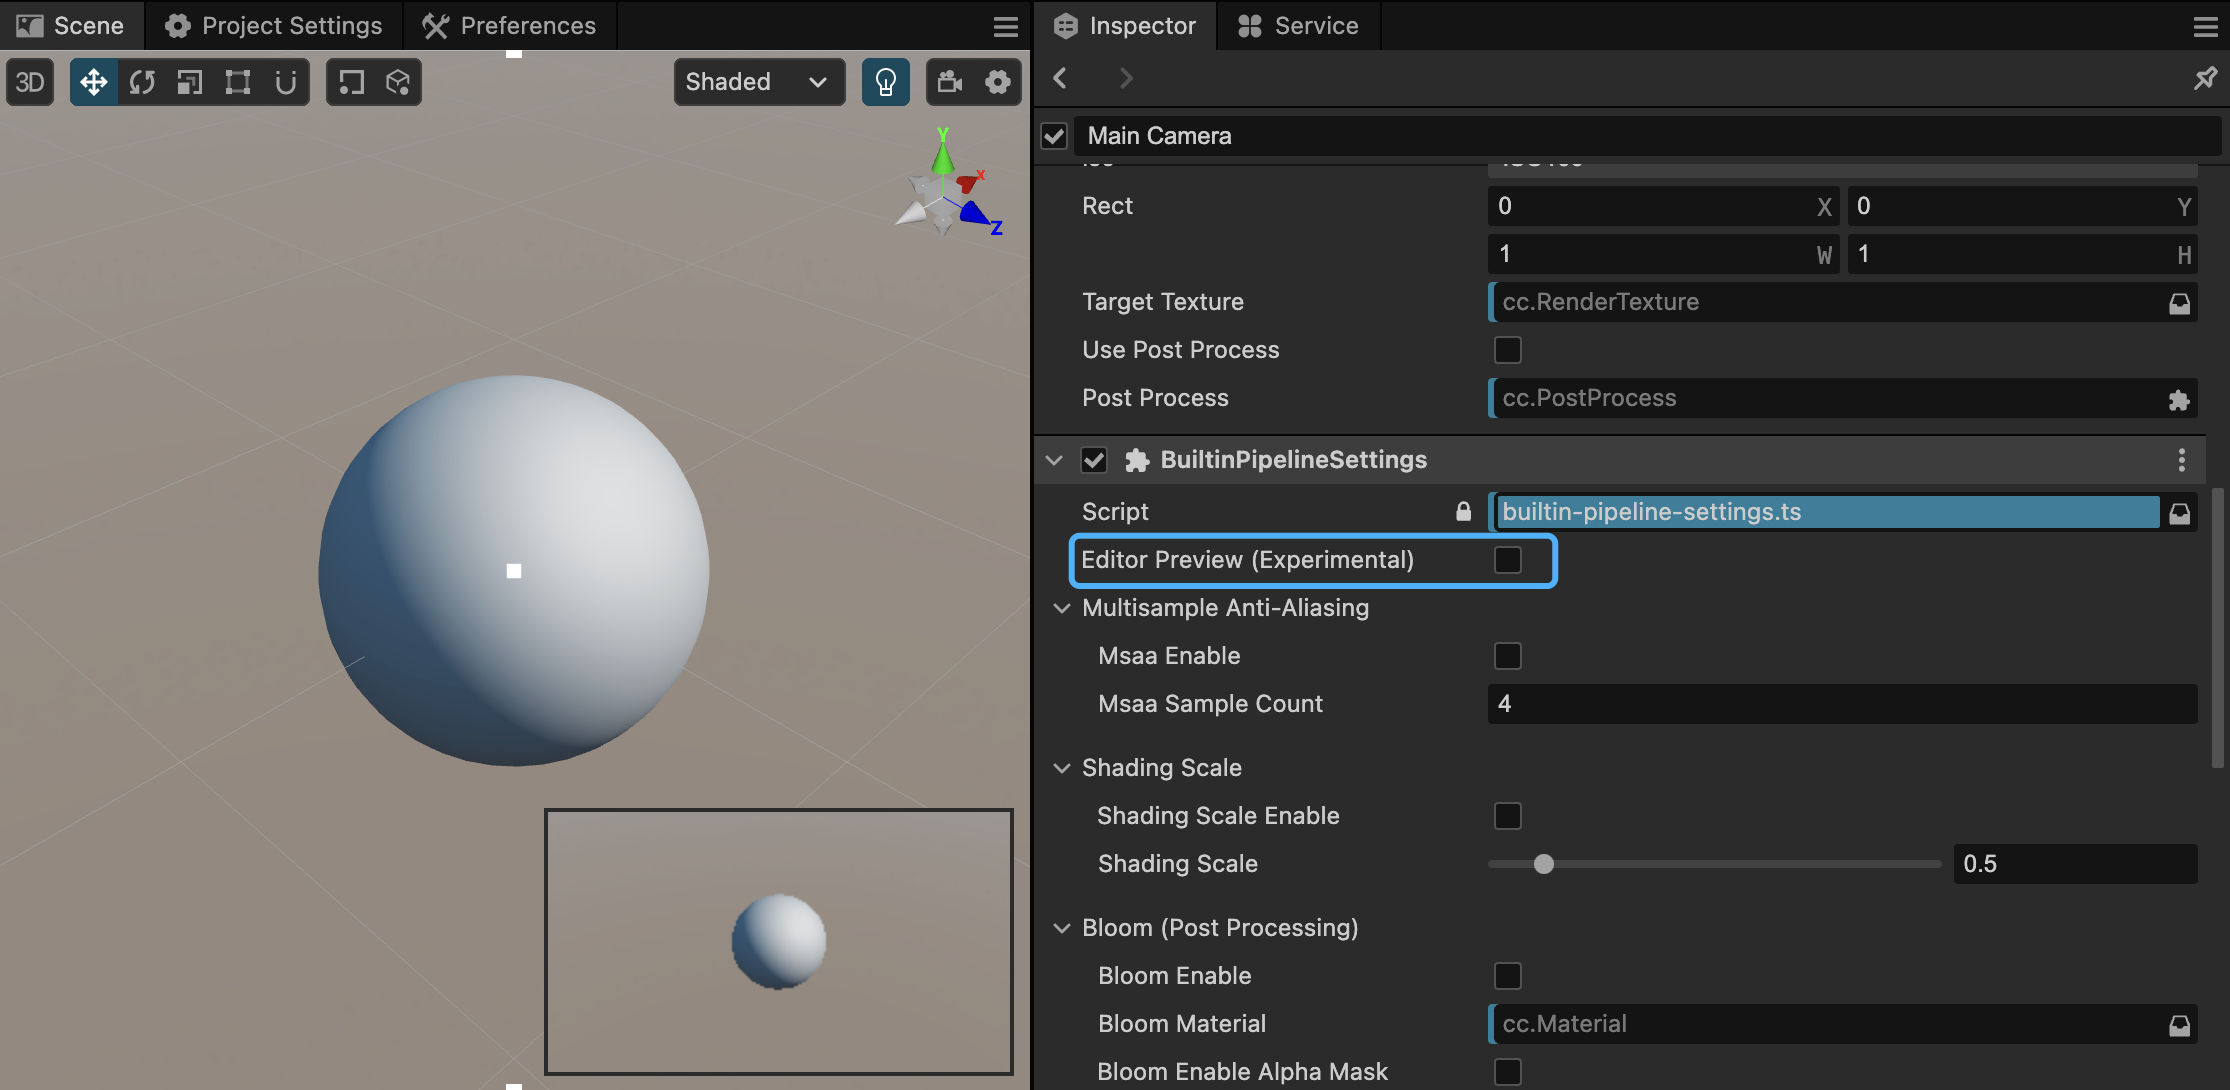 Scene
Project Settings
Preferences
Inspector
Service
3D
Shaded
Y
X
Z
Main Camera
Rect
0 X 0 Y
1 W 1 H
Target Texture cc.RenderTexture
Use Post Process
Post Process cc.PostProcess
BuiltinPipelineSettings
Script builtin-pipeline-settings.ts
Editor Preview (Experimental)
Multisample Anti-Aliasing
Msaa Enable
Msaa Sample Count 4
Shading Scale
Shading Scale Enable
Shading Scale 0.5
Bloom (Post Processing)
Bloom Enable
Bloom Material cc.Material
Bloom Enable Alpha Mask